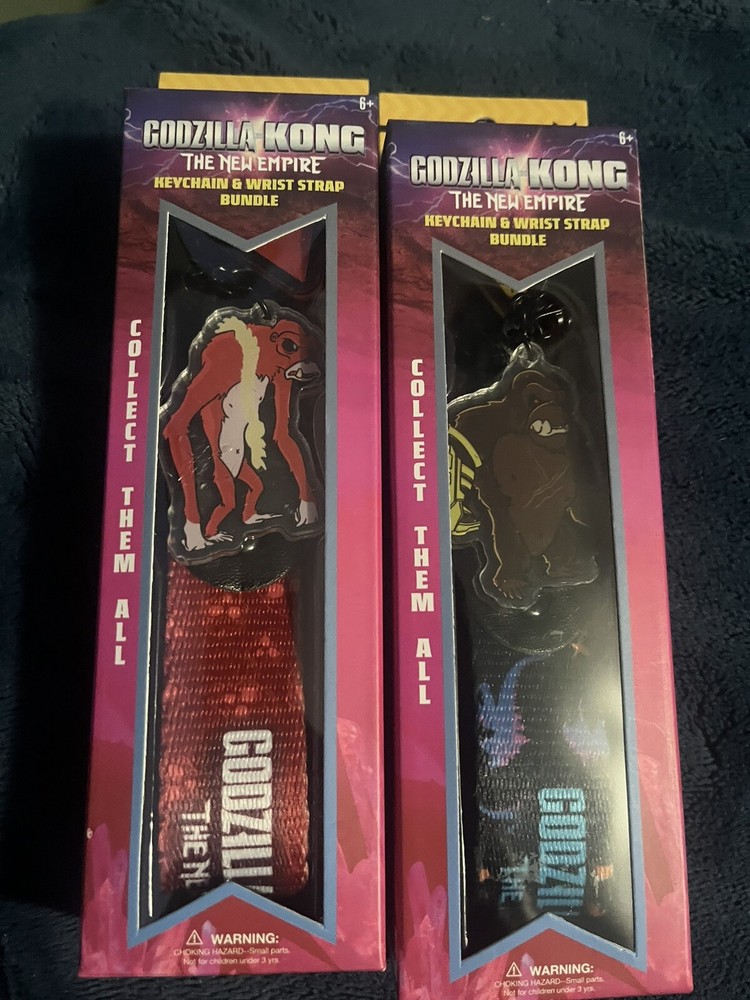 6+
GODZILLA KONG
THE NEW EMPIRE
KEYCHAIN & WRIST STRAP
BUNDLE
COLLECT THEM ALL
GODZILL
THE N
WARNING:
CHOKING HAZARD--Small parts.
Not for children under 3 yrs.
6+
GODZILLA KONG
THE NEW EMPIRE
KEYCHAIN & WRIST STRAP
BUNDLE
COLLECT THEM ALL
GODZIL
THE
WARNING:
CHOKING HAZARD--Small parts.
Not for children under 3 yrs.